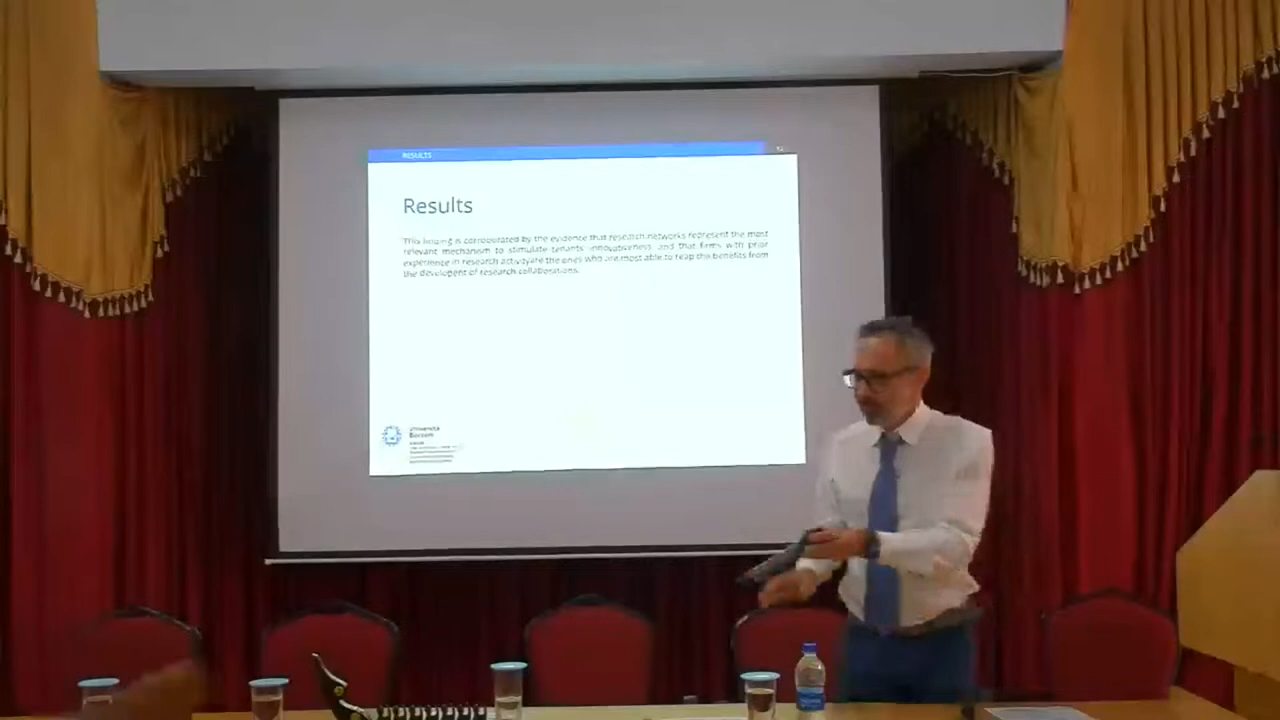 RESULTS
Results
This finding is corroborated by the evidence that research networks represent the most
relevant mechanism to stimulate tenants' innovativeness, and that firms with prior
experience in research activity are the ones who are most able to reap the benefits from
the development of research collaborations.
Università
Bocconi